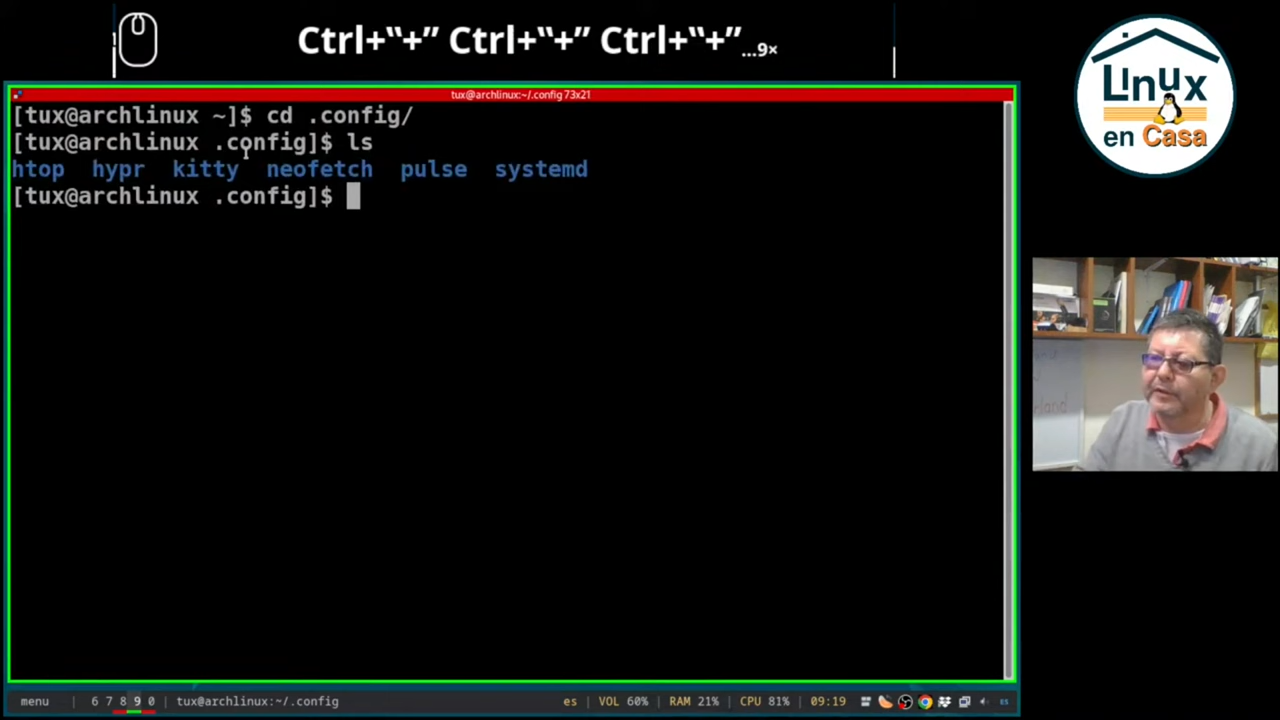 Ctrl+“+” Ctrl+“+” Ctrl+“+”...9×
LInUx
en Casa
tux@archlinux:~/.config 73x21
[tux@archlinux ~]$ cd .config/
[tux@archlinux .config]$ ls
htop hypr kitty neofetch pulse systemd
[tux@archlinux .config]$
menu 6 7 8 9 0 tux@archlinux:~/.config es VOL 60% RAM 21% CPU 81% 09:19 ES